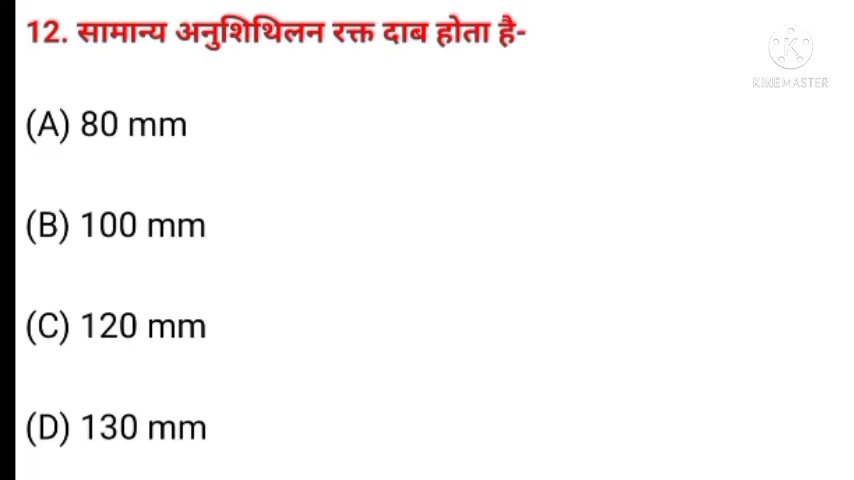 12. सामान्य अनुशिथिलन रक्त दाब होता है-
KINEMASTER
(A) 80 mm
(B) 100 mm
(C) 120 mm
(D) 130 mm